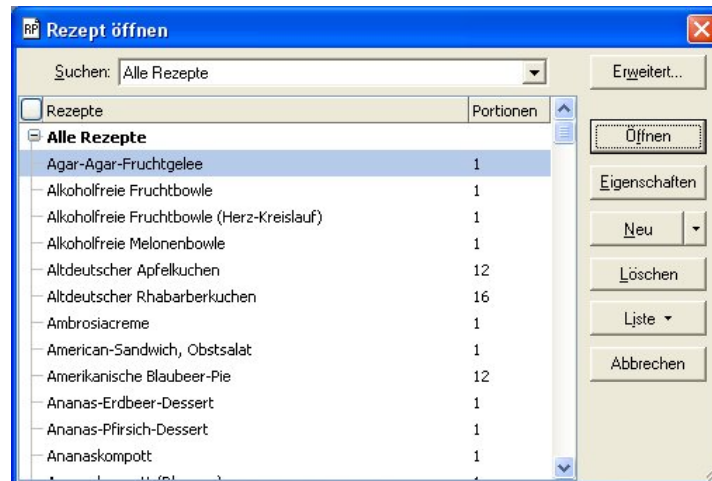 RP Rezept öffnen
Suchen: Alle Rezepte Erweitert...
Rezepte Portionen
Alle Rezepte Öffnen
Agar-Agar-Fruchtgelee 1
Alkoholfreie Fruchtbowle 1 Eigenschaften
Alkoholfreie Fruchtbowle (Herz-Kreislauf) 1
Alkoholfreie Melonenbowle 1 Neu
Altdeutscher Apfelkuchen 12 Löschen
Altdeutscher Rhabarberkuchen 16
Ambrosiacreme 1 Liste
American-Sandwich, Obstsalat 1
Amerikanische Blaubeer-Pie 12 Abbrechen
Ananas-Erdbeer-Dessert 1
Ananas-Pfirsich-Dessert 1
Ananaskompott 1